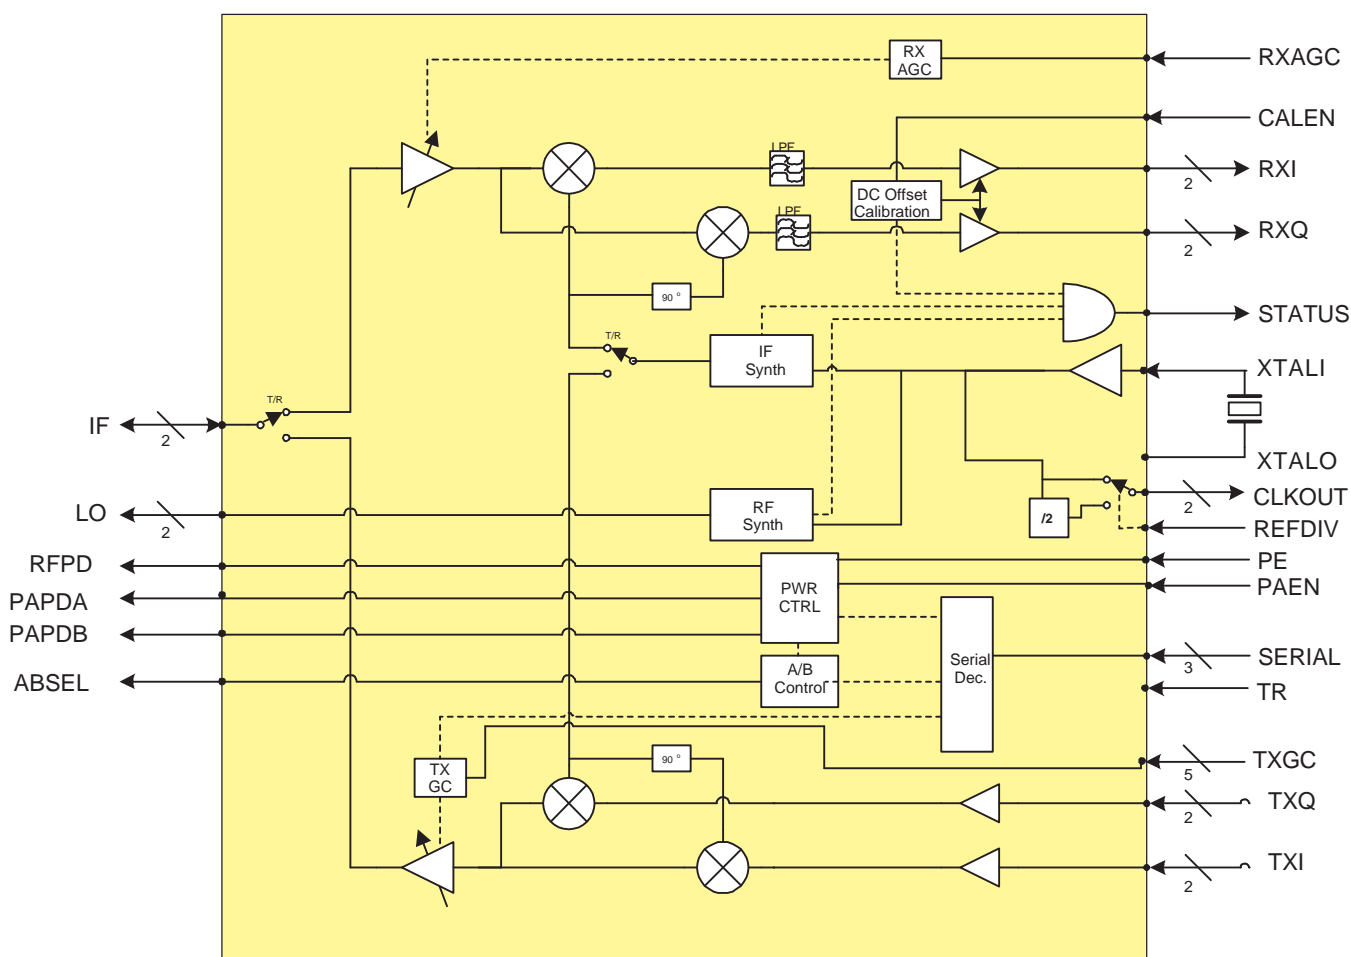 RX
AGC
RXAGC
CALEN
LPF
RXI
2
DC Offset
Calibration
LPF
RXQ
2
90 °
STATUS
T/R
IF
Synth
XTALI
T/R
IF
2
XTALO
CLKOUT
2
LO
2
RF
Synth
/2
REFDIV
RFPD
PE
PWR
CTRL
PAEN
PAPDA
PAPDB
Serial
Dec.
SERIAL
3
ABSEL
A/B
Control
TR
90 °
TX
GC
TXGC
5
TXQ
2
TXI
2